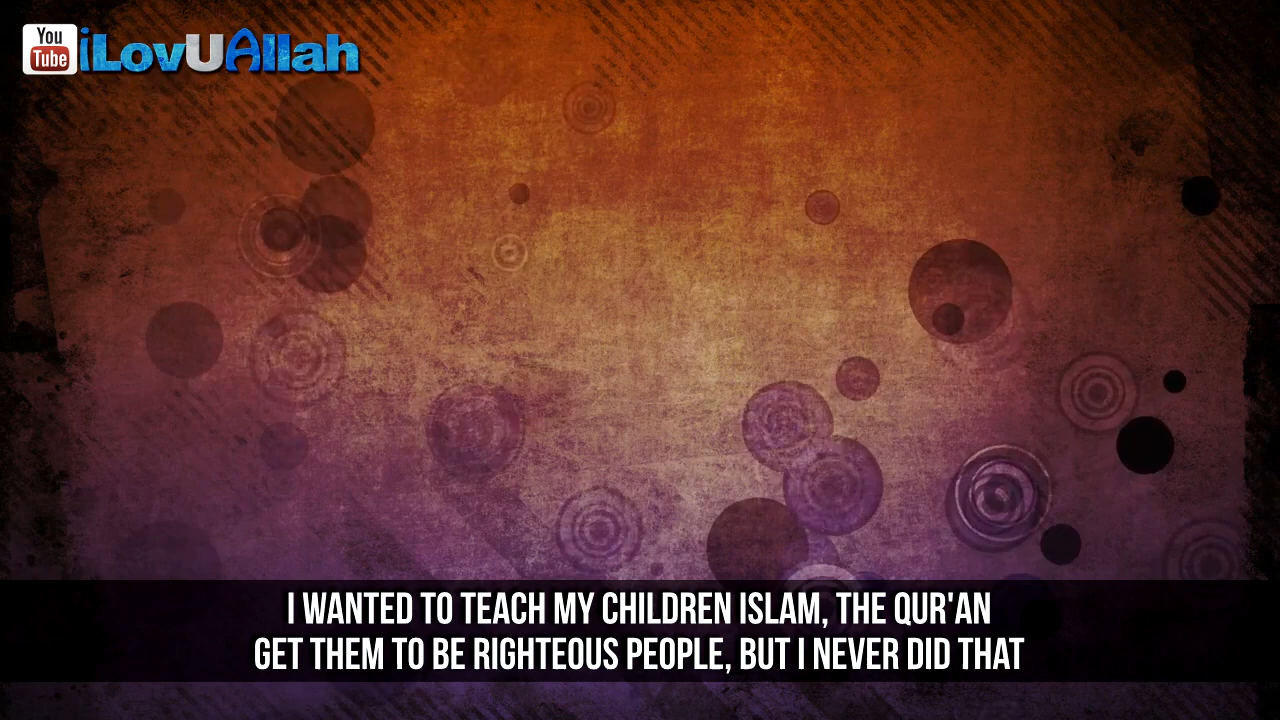 You
Tube iLovUAllah
I WANTED TO TEACH MY CHILDREN ISLAM, THE QUR'AN
GET THEM TO BE RIGHTEOUS PEOPLE, BUT I NEVER DID THAT